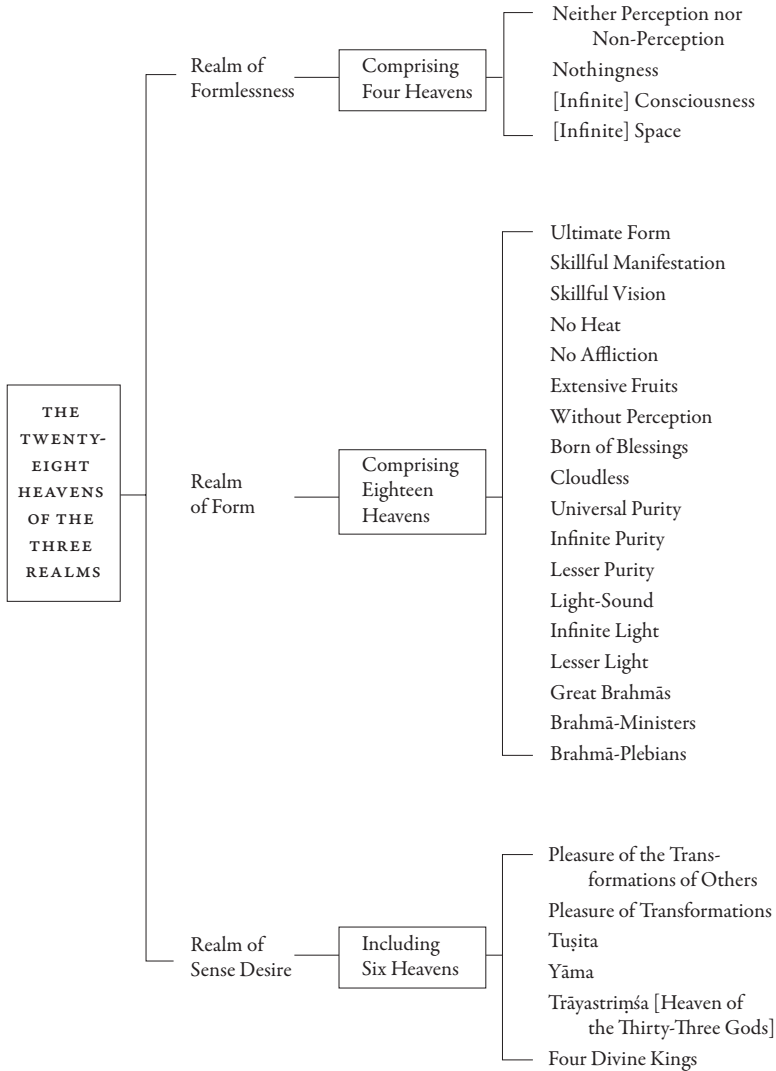 THE
TWENTY-
EIGHT
HEAVENS
OF THE
THREE
REALMS
Realm of
Formlessness
Comprising
Four Heavens
Neither Perception nor
Non-Perception
Nothingness
[Infinite] Consciousness
[Infinite] Space
Realm
of Form
Comprising
Eighteen
Heavens
Ultimate Form
Skillful Manifestation
Skillful Vision
No Heat
No Affliction
Extensive Fruits
Without Perception
Born of Blessings
Cloudless
Universal Purity
Infinite Purity
Lesser Purity
Light-Sound
Infinite Light
Lesser Light
Great Brahmās
Brahmā-Ministers
Brahmā-Plebians
Realm of
Sense Desire
Including
Six Heavens
Pleasure of the Trans-
formations of Others
Pleasure of Transformations
Tuṣita
Yāma
Trāyastriṃśa [Heaven of
the Thirty-Three Gods]
Four Divine Kings